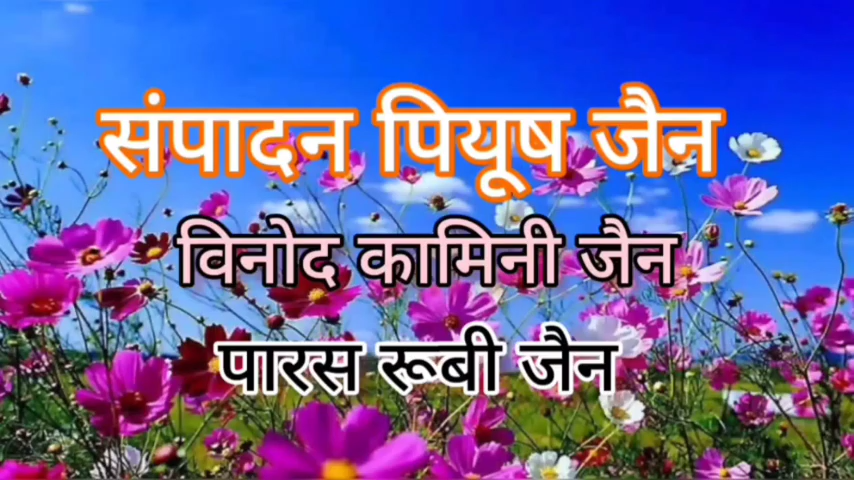 संपादन पियूष जैन
विनोद कामिनी जैन
पारस रूबी जैन